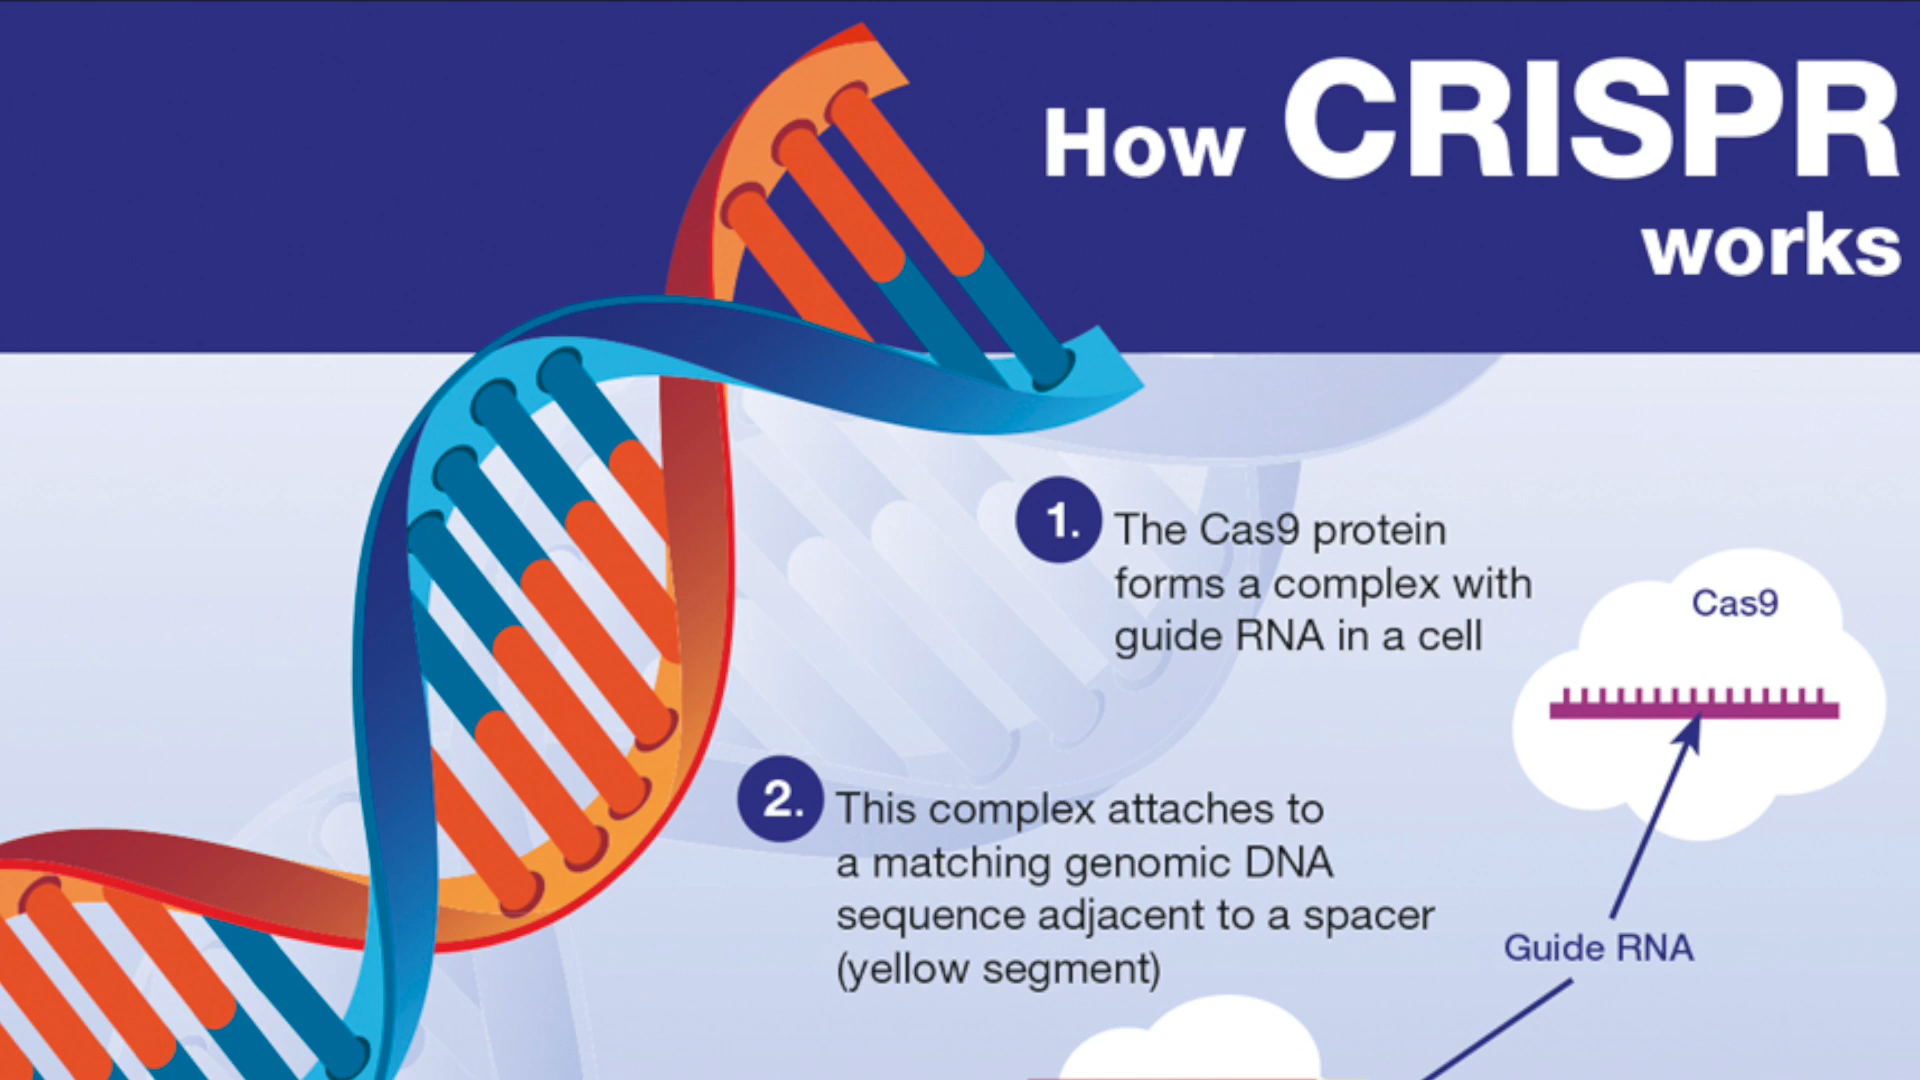 How CRISPR
works
1. The Cas9 protein
forms a complex with
guide RNA in a cell
Cas9
2. This complex attaches to
a matching genomic DNA
sequence adjacent to a spacer
(yellow segment)
Guide RNA